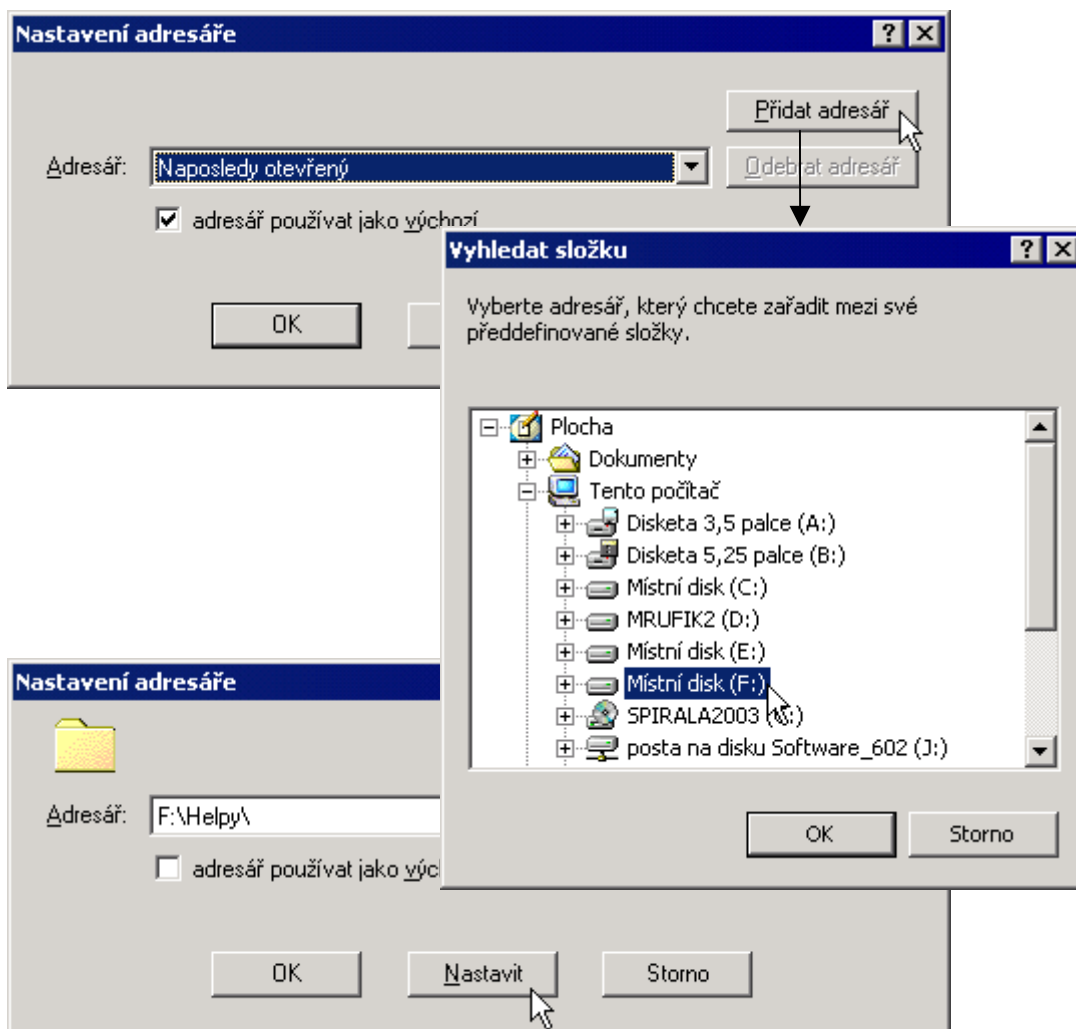 Nastavení adresáře
Přidat adresář
Adresář:
Naposledy otevřený
Odebrat adresář
adresář používat jako výchozí
OK
Vyhledat složku
Vyberte adresář, který chcete zařadit mezi své
předdefinované složky.
Plocha
Dokumenty
Tento počítač
Disketa 3,5 palce (A:)
Disketa 5,25 palce (B:)
Místní disk (C:)
MRUFIK2 (D:)
Místní disk (E:)
Místní disk (F:)
SPIRALA2003
posta na disku Software_602 (J:)
OK
Storno
Nastavení adresáře
Adresář:
F:\Helpy\
adresář používat jako výc
OK
Nastavit
Storno